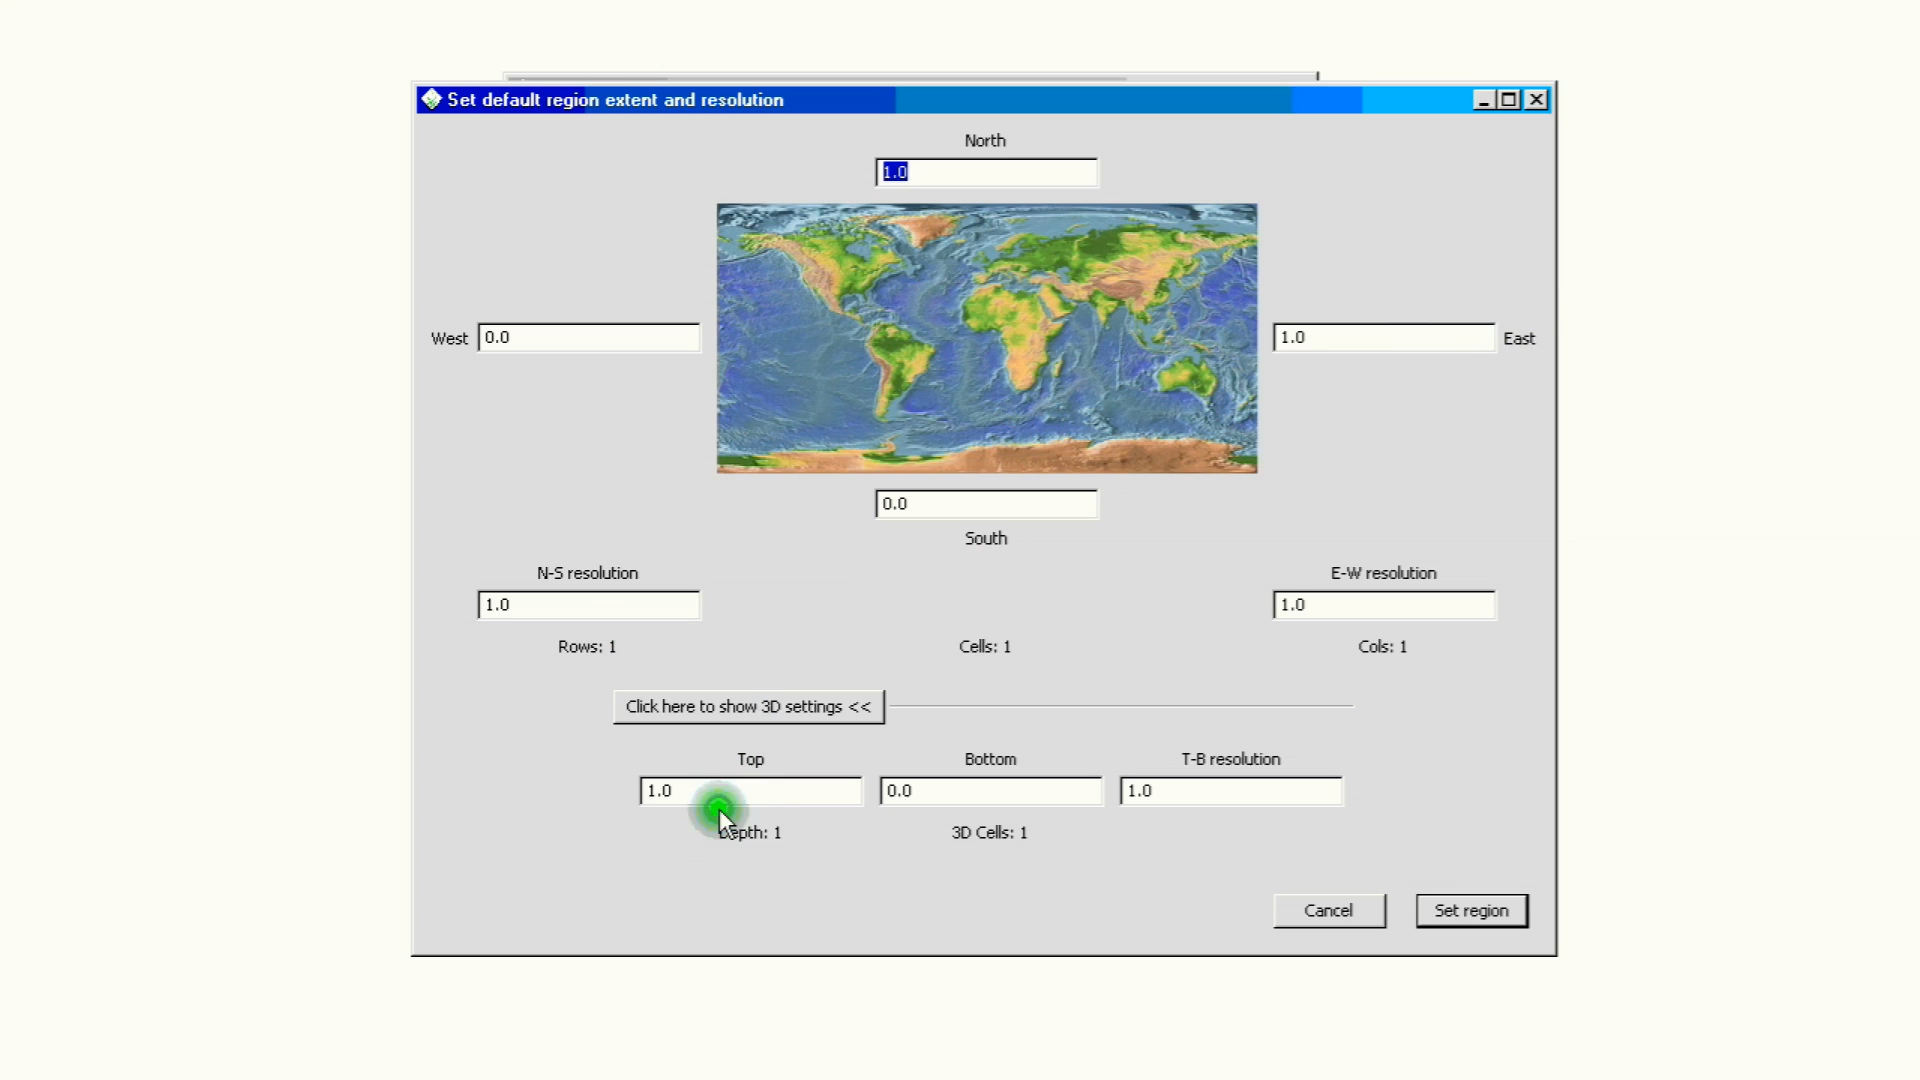 Set default region extent and resolution
North
1.0
West 0.0
1.0 East
0.0
South
N-S resolution
E-W resolution
1.0
1.0
Rows: 1
Cells: 1
Cols: 1
Click here to show 3D settings <<
Top
Bottom
T-B resolution
1.0
0.0
1.0
Depth: 1
3D Cells: 1
Cancel
Set region